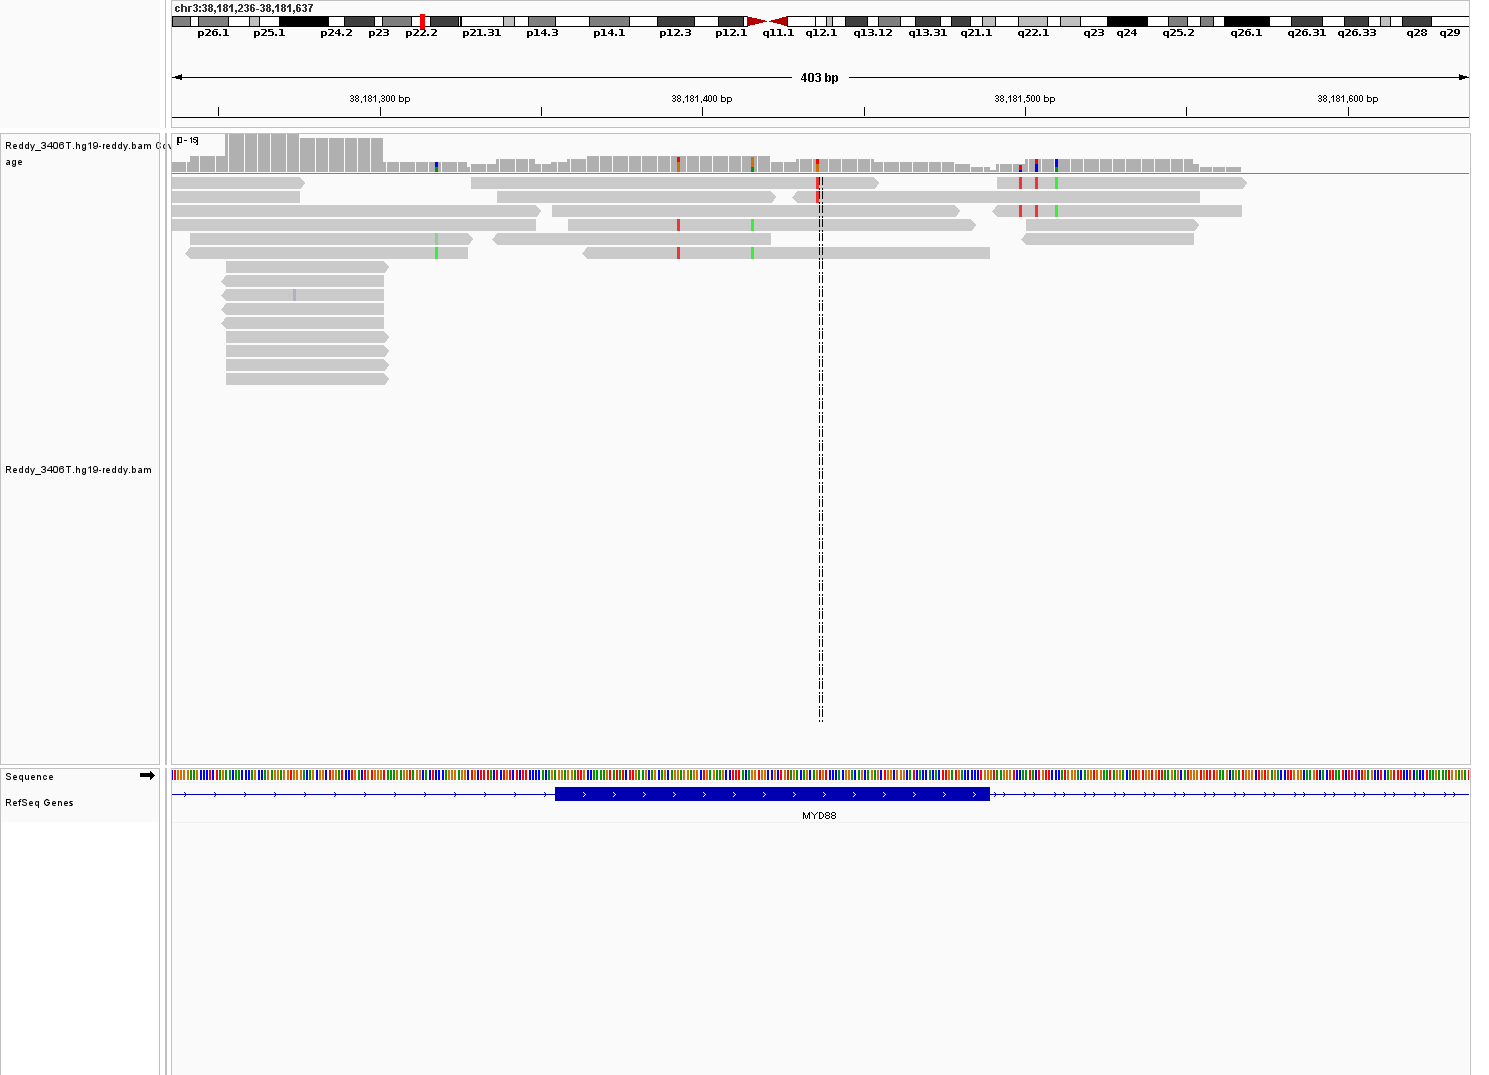 chr3:38,181,236-38,181,637
p26.1 p25.1 p24.2 p23 p22.2 p21.31 p14.3 p14.1 p12.3 p12.1 q11.1 q12.1 q13.12 q13.31 q21.1 q22.1 q23 q24 q25.2 q26.1 q26.31 q26.33 q28 q29
403 bp
38,181,300 bp 38,181,400 bp 38,181,500 bp 38,181,600 bp
[0 - 19]
Reddy_3406T.hg19-reddy.bam Cov
age
Reddy_3406T.hg19-reddy.bam
Sequence
RefSeq Genes
MYD88